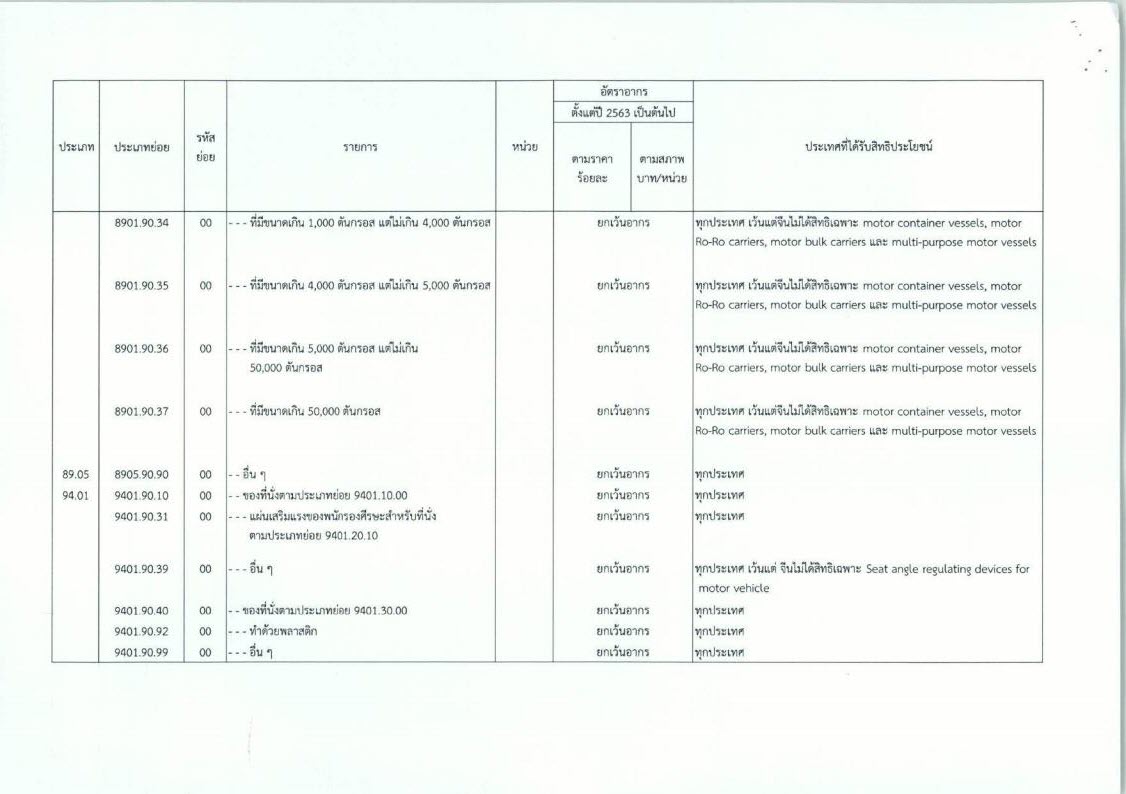 อัตราอากร
ตั้งแต่ปี 2563 เป็นต้นไป
ประเภท ประเภทย่อย รหัสย่อย รายการ หน่วย ตามราคา ร้อยละ ตามสภาพ บาท/หน่วย ประเทศที่ได้รับสิทธิประโยชน์
8901.90.34 00 - - - ที่มีขนาดเกิน 1,000 ตันกรอส แต่ไม่เกิน 4,000 ตันกรอส ยกเว้นอากร ทุกประเทศ เว้นแต่จีนไม่ได้สิทธิเฉพาะ motor container vessels, motor
Ro-Ro carriers, motor bulk carriers และ multi-purpose motor vessels
8901.90.35 00 - - - ที่มีขนาดเกิน 4,000 ตันกรอส แต่ไม่เกิน 5,000 ตันกรอส ยกเว้นอากร ทุกประเทศ เว้นแต่จีนไม่ได้สิทธิเฉพาะ motor container vessels, motor
Ro-Ro carriers, motor bulk carriers และ multi-purpose motor vessels
8901.90.36 00 - - - ที่มีขนาดเกิน 5,000 ตันกรอส แต่ไม่เกิน ยกเว้นอากร ทุกประเทศ เว้นแต่จีนไม่ได้สิทธิเฉพาะ motor container vessels, motor
50,000 ตันกรอส Ro-Ro carriers, motor bulk carriers และ multi-purpose motor vessels
8901.90.37 00 - - - ที่มีขนาดเกิน 50,000 ตันกรอส ยกเว้นอากร ทุกประเทศ เว้นแต่จีนไม่ได้สิทธิเฉพาะ motor container vessels, motor
Ro-Ro carriers, motor bulk carriers และ multi-purpose motor vessels
89.05 8905.90.90 00 - - อื่น ๆ ยกเว้นอากร ทุกประเทศ
94.01 9401.90.10 00 - - ของที่นั่งตามประเภทย่อย 9401.10.00 ยกเว้นอากร ทุกประเทศ
9401.90.31 00 - - - แผ่นเสริมแรงของพนักรองศีรษะสำหรับที่นั่ง ยกเว้นอากร ทุกประเทศ
ตามประเภทย่อย 9401.20.10
9401.90.39 00 - - - อื่น ๆ ยกเว้นอากร ทุกประเทศ เว้นแต่ จีนไม่ได้สิทธิเฉพาะ Seat angle regulating devices for
motor vehicle
9401.90.40 00 - - ของที่นั่งตามประเภทย่อย 9401.30.00 ยกเว้นอากร ทุกประเทศ
9401.90.92 00 - - - ทำด้วยพลาสติก ยกเว้นอากร ทุกประเทศ
9401.90.99 00 - - - อื่น ๆ ยกเว้นอากร ทุกประเทศ